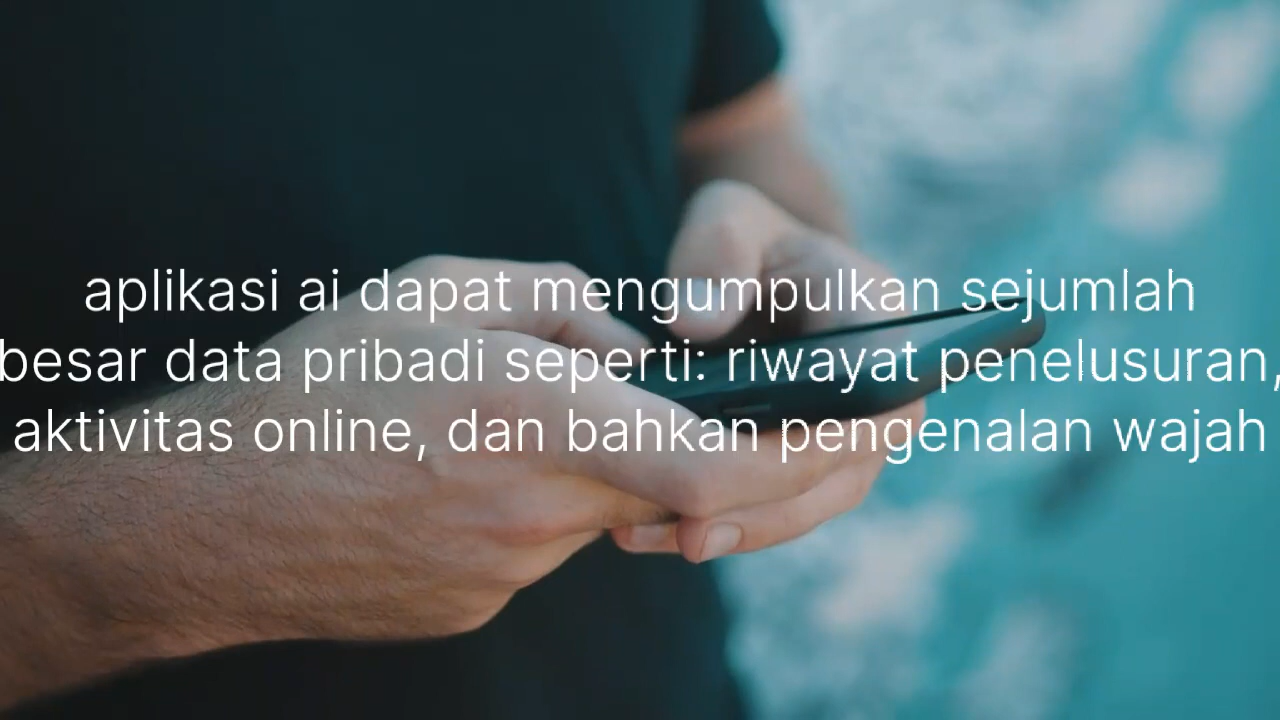 aplikasi ai dapat mengumpulkan sejumlah
besar data pribadi seperti: riwayat penelusuran,
aktivitas online, dan bahkan pengenalan wajah